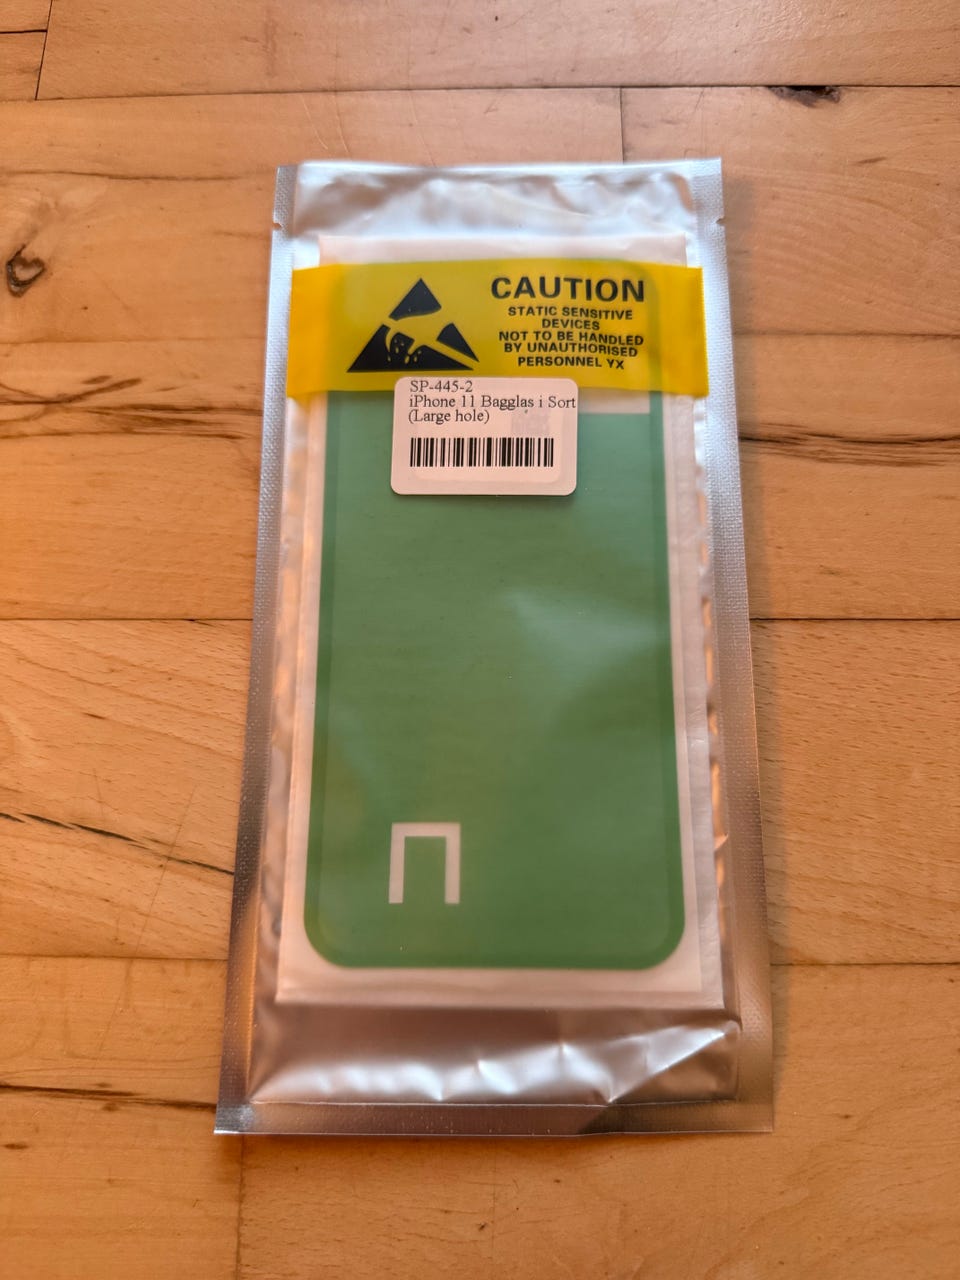 CAUTION
STATIC SENSITIVE
DEVICES
NOT TO BE HANDLED
BY UNAUTHORISED
PERSONNEL YX
SP-445-2
iPhone 11 Bagglas i Sort
(Large hole)